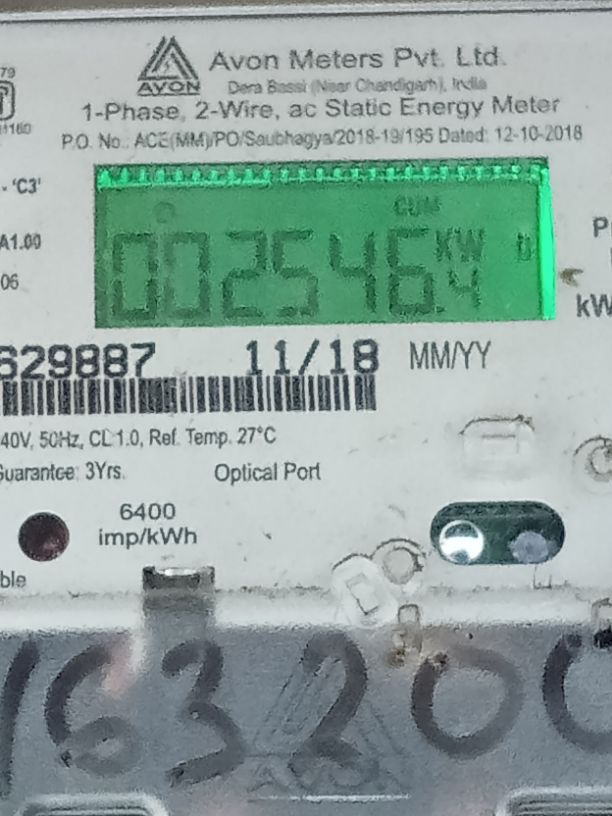 79
AVON
Avon Meters Pvt. Ltd.
Dera Bassi (Near Chandigarh), India
1-Phase, 2-Wire, ac Static Energy Meter
P.O. No.: ACE(MM)/PO/Saubhagya/2018-19/195 Dated: 12-10-2018
- 'C3'
A1.00
06
CUM
002546.4 KW
kW
629887 11/18 MM/YY
40V, 50Hz, CL 1.0, Ref. Temp. 27°C
Guarantee: 3Yrs. Optical Port
6400
imp/kWh
ble
163200
AVON